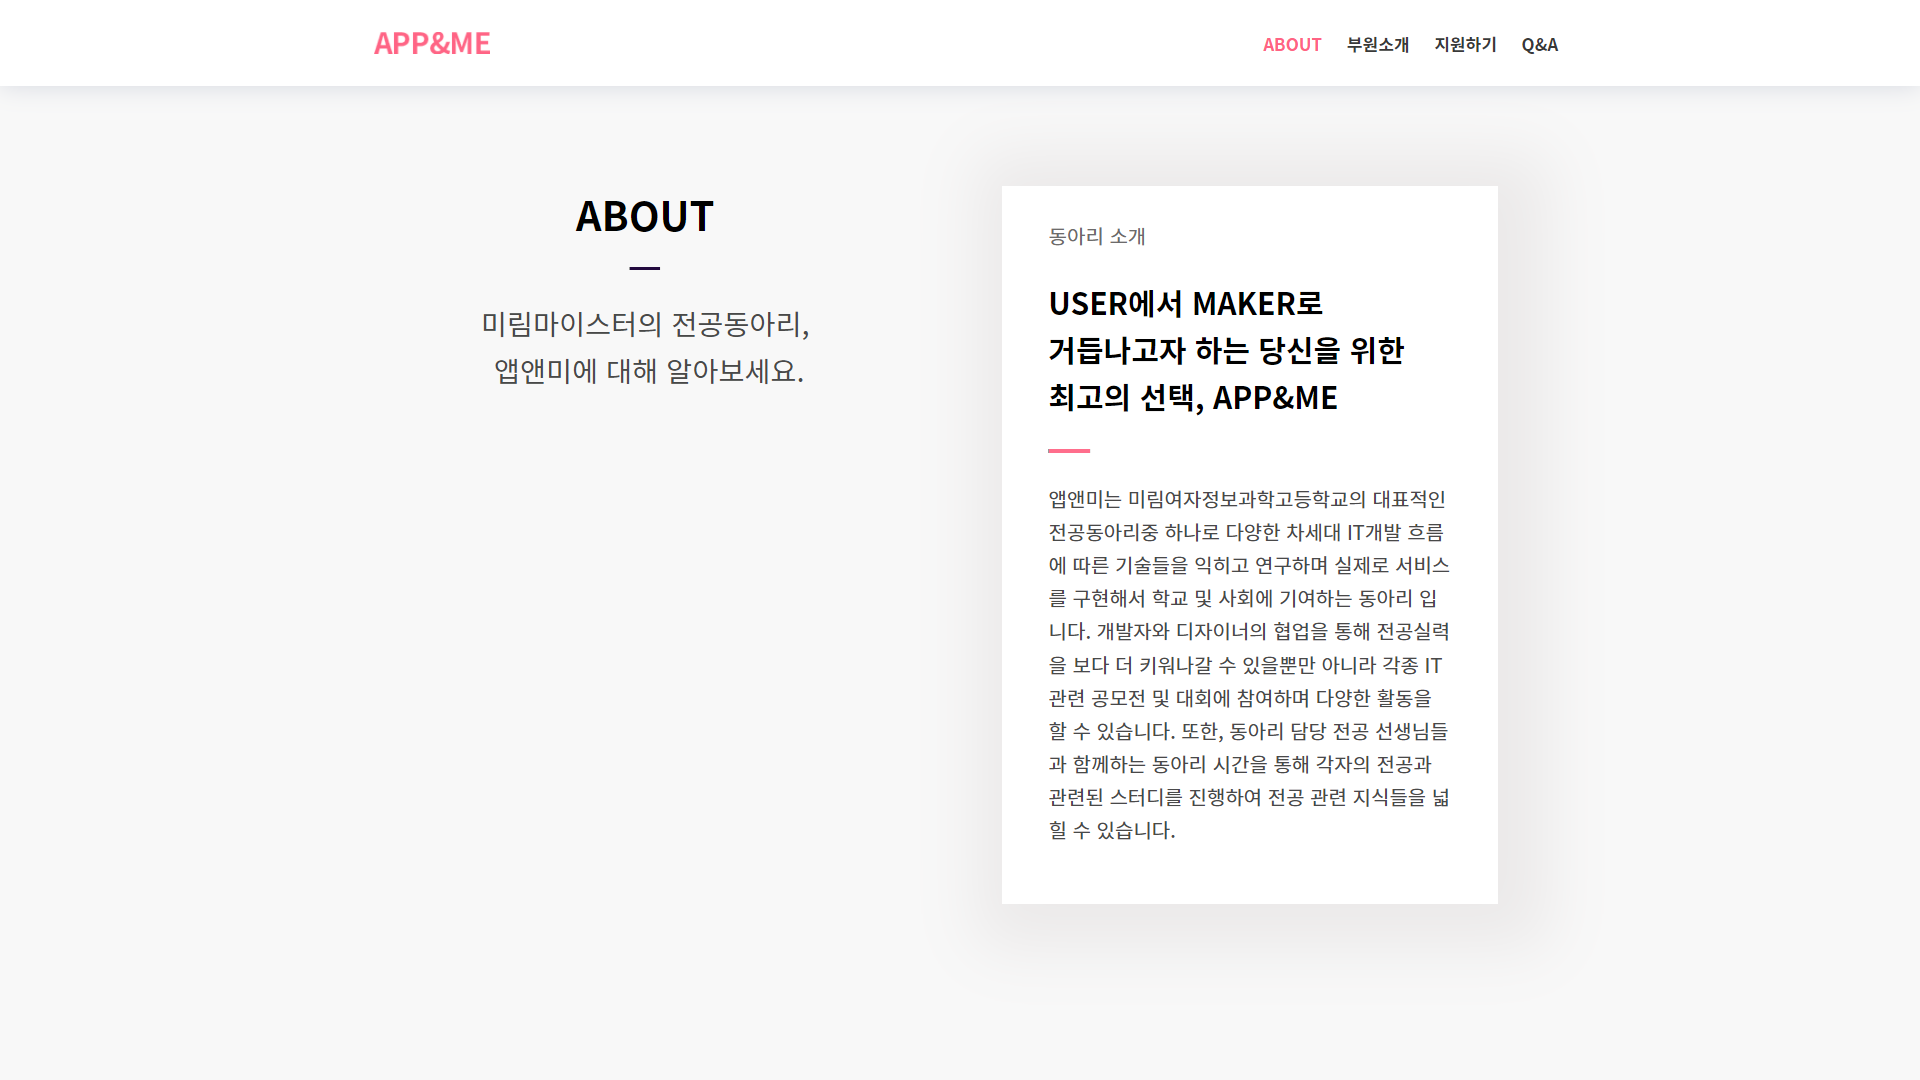 APP&ME
ABOUT 부원소개 지원하기 Q&A
ABOUT
미림마이스터의 전공동아리,
앱앤미에 대해 알아보세요.
동아리 소개
USER에서 MAKER로
거듭나고자 하는 당신을 위한
최고의 선택, APP&ME
앱앤미는 미림여자정보과학고등학교의 대표적인
전공동아리중 하나로 다양한 차세대 IT개발 흐름
에 따른 기술들을 익히고 연구하며 실제로 서비스
를 구현해서 학교 및 사회에 기여하는 동아리 입
니다. 개발자와 디자이너의 협업을 통해 전공실력
을 보다 더 키워나갈 수 있을뿐만 아니라 각종 IT
관련 공모전 및 대회에 참여하며 다양한 활동을
할 수 있습니다. 또한, 동아리 담당 전공 선생님들
과 함께하는 동아리 시간을 통해 각자의 전공과
관련된 스터디를 진행하여 전공 관련 지식들을 넓
힐 수 있습니다.